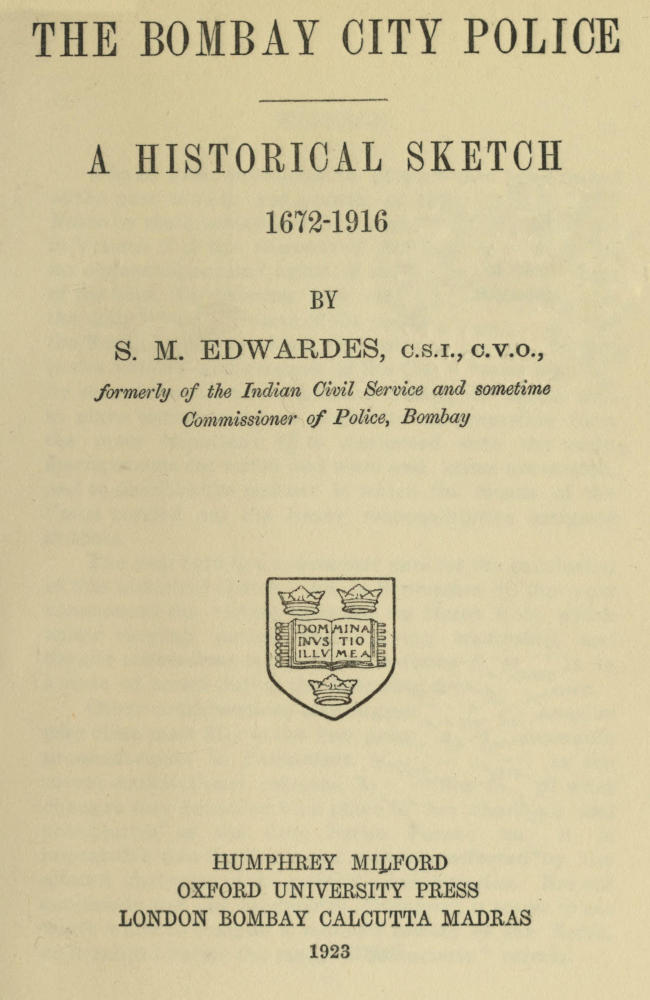 THE BOMBAY CITY POLICE
A HISTORICAL SKETCH
1672-1916
BY
S. M. EDWARDES, C.S.I., C.V.O.,
formerly of the Indian Civil Service and sometime
Commissioner of Police, Bombay
DOM MINA
INVS TIO
ILLV MEA
HUMPHREY MILFORD
OXFORD UNIVERSITY PRESS
LONDON BOMBAY CALCUTTA MADRAS
1923